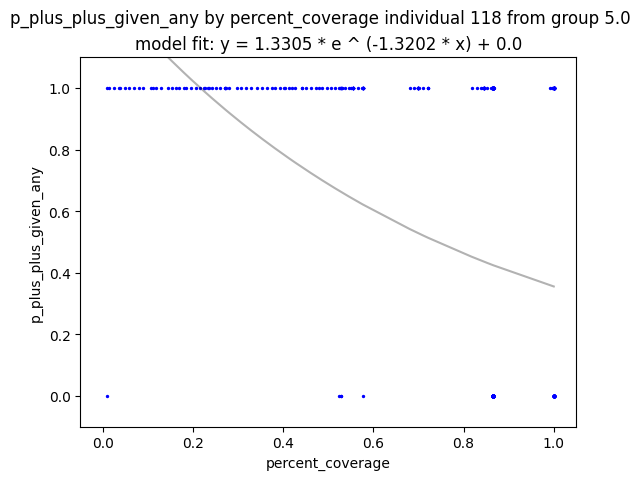 p_plus_plus_given_any by percent_coverage individual 118 from group 5.0
model fit: y = 1.3305 * e ^ (-1.3202 * x) + 0.0
1.0
0.8
0.6
0.4
0.2
0.0
p_plus_plus_given_any
0.0 0.2 0.4 0.6 0.8 1.0
percent_coverage